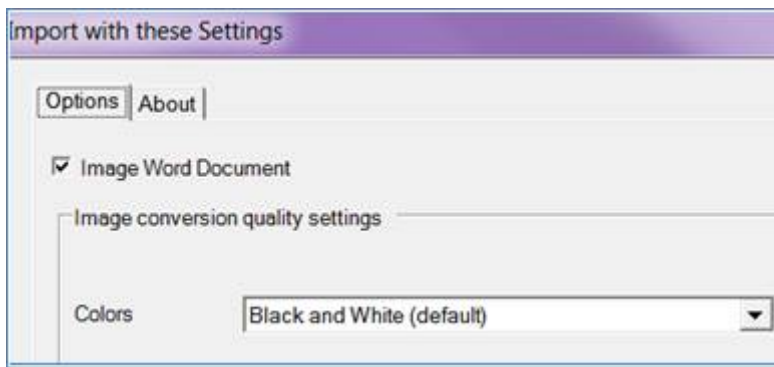 Import with these Settings
Options About
Image Word Document
Image conversion quality settings
Colors Black and White (default)